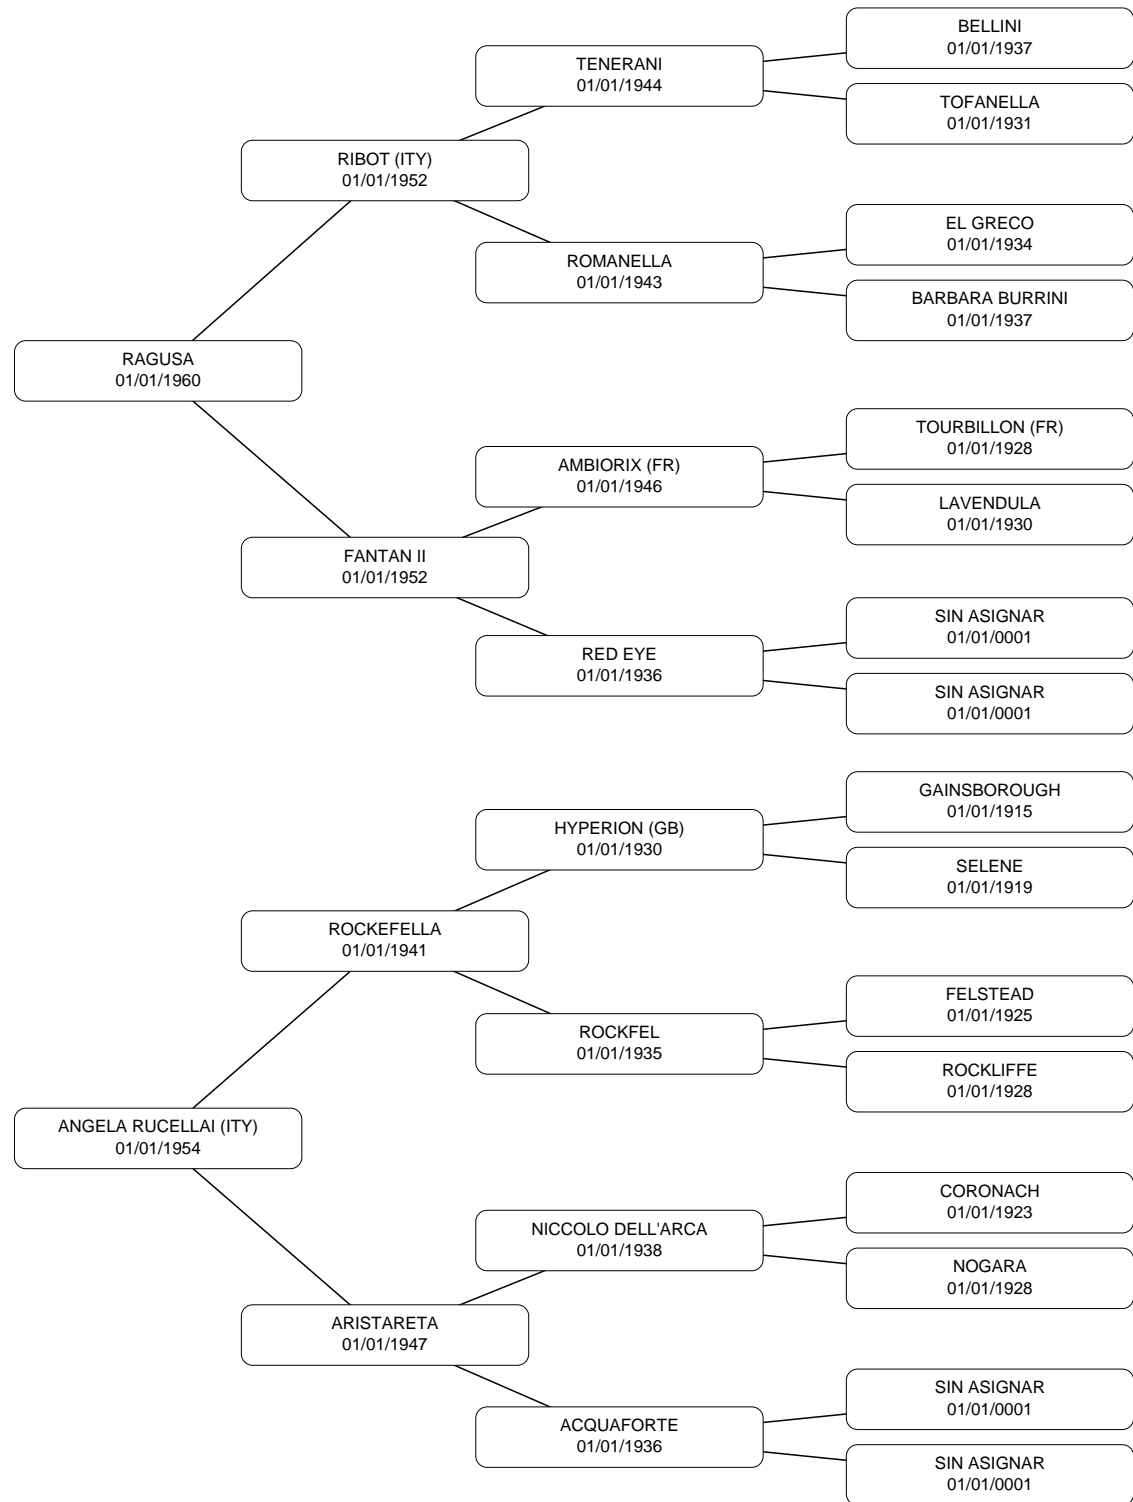 BELLINI
01/01/1937
TENERANI
01/01/1944
TOFANELLA
01/01/1931
RIBOT (ITY)
01/01/1952
EL GRECO
01/01/1934
ROMANELLA
01/01/1943
BARBARA BURRINI
01/01/1937
RAGUSA
01/01/1960
TOURBILLON (FR)
01/01/1928
AMBIORIX (FR)
01/01/1946
LAVENDULA
01/01/1930
FANTAN II
01/01/1952
SIN ASIGNAR
01/01/0001
RED EYE
01/01/1936
SIN ASIGNAR
01/01/0001
GAINSBOROUGH
01/01/1915
HYPERION (GB)
01/01/1930
SELENE
01/01/1919
ROCKEFELLA
01/01/1941
FELSTEAD
01/01/1925
ROCKFEL
01/01/1935
ROCKLIFFE
01/01/1928
ANGELA RUCELLAI (ITY)
01/01/1954
CORONACH
01/01/1923
NICCOLO DELL'ARCA
01/01/1938
NOGARA
01/01/1928
ARISTARETA
01/01/1947
SIN ASIGNAR
01/01/0001
ACQUAFORTE
01/01/1936
SIN ASIGNAR
01/01/0001